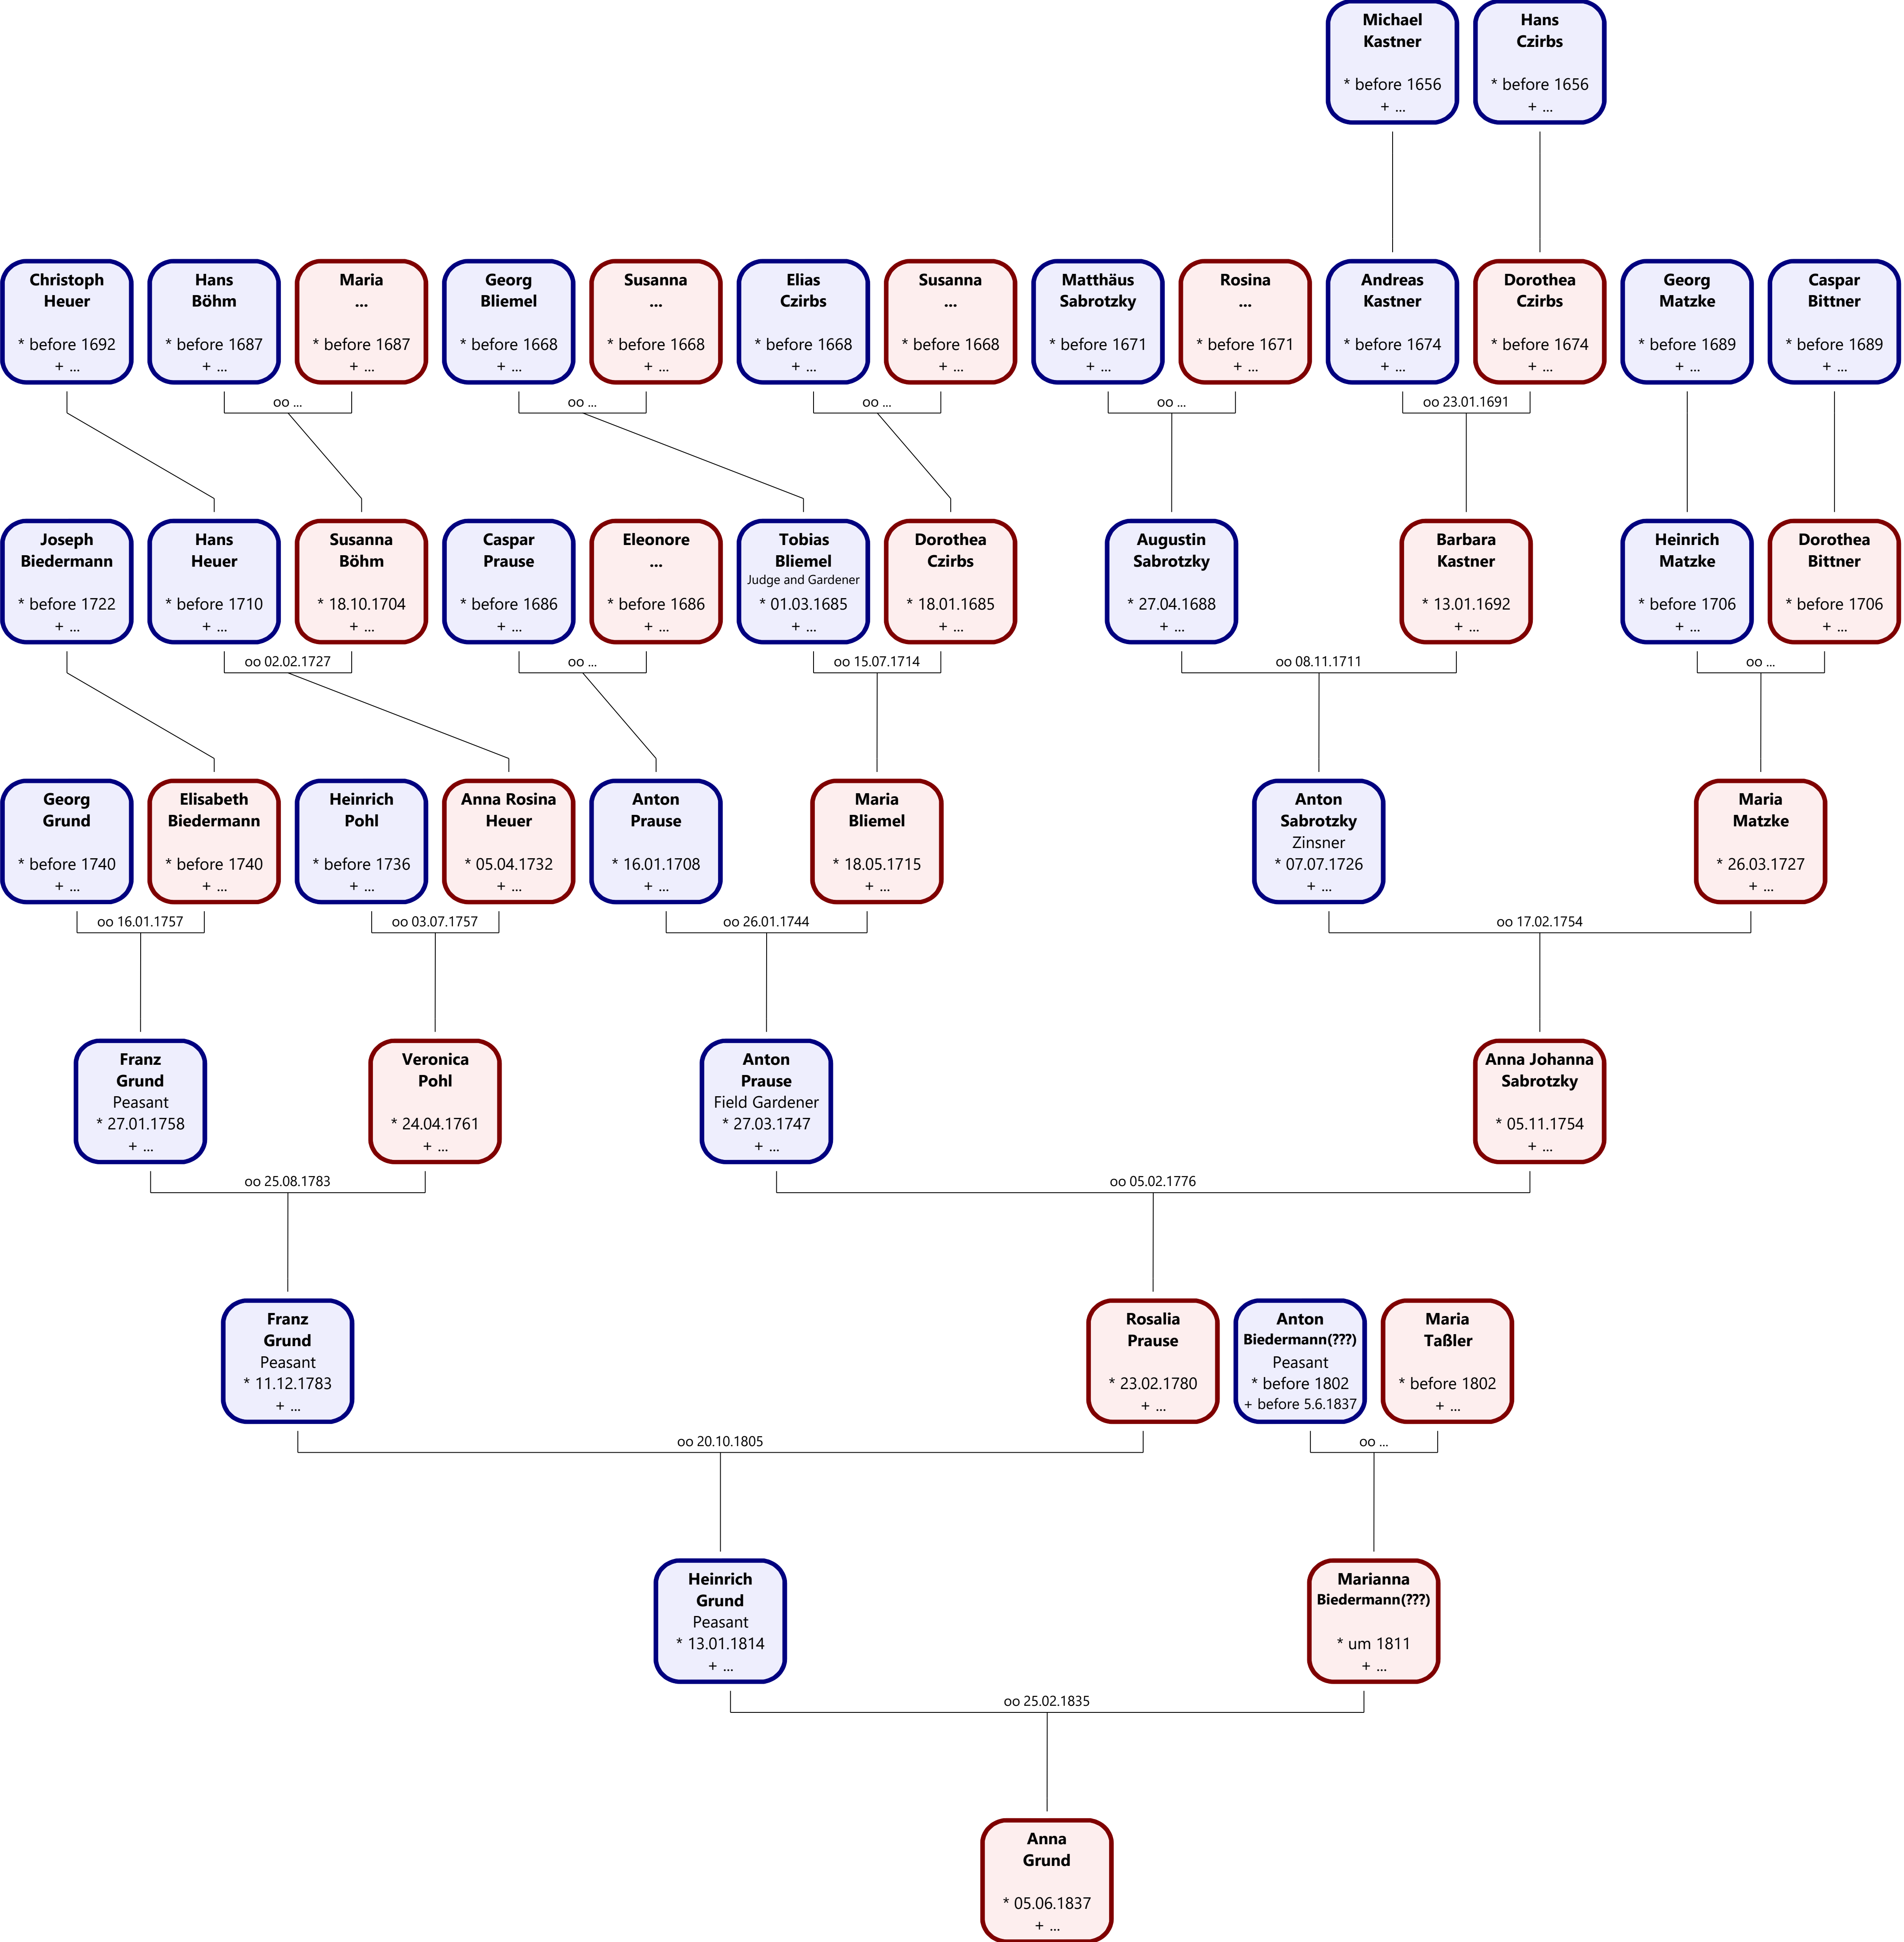 Michael
Kastner
* before 1656
+ ...
Hans
Czirbs
* before 1656
+ ...
Christoph
Heuer
* before 1692
+ ...
Hans
Böhm
* before 1687
+ ...
Maria
...
* before 1687
+ ...
Georg
Bliemel
* before 1668
+ ...
Susanna
...
* before 1668
+ ...
Elias
Czirbs
* before 1668
+ ...
Susanna
...
* before 1668
+ ...
Matthäus
Sabrotzky
* before 1671
+ ...
Rosina
...
* before 1671
+ ...
Andreas
Kastner
* before 1674
+ ...
Dorothea
Czirbs
* before 1674
+ ...
Georg
Matzke
* before 1689
+ ...
Caspar
Bittner
* before 1689
+ ...
oo ...
oo ...
oo ...
oo ...
oo 23.01.1691
Joseph
Biedermann
* before 1722
+ ...
Hans
Heuer
* before 1710
+ ...
Susanna
Böhm
* 18.10.1704
+ ...
Caspar
Prause
* before 1686
+ ...
Eleonore
...
* before 1686
+ ...
Tobias
Bliemel
Judge and Gardener
* 01.03.1685
+ ...
Dorothea
Czirbs
* 18.01.1685
+ ...
Augustin
Sabrotzky
* 27.04.1688
+ ...
Barbara
Kastner
* 13.01.1692
+ ...
Heinrich
Matzke
* before 1706
+ ...
Dorothea
Bittner
* before 1706
+ ...
oo 02.02.1727
oo ...
oo 15.07.1714
oo 08.11.1711
oo ...
Georg
Grund
* before 1740
+ ...
Elisabeth
Biedermann
* before 1740
+ ...
Heinrich
Pohl
* before 1736
+ ...
Anna Rosina
Heuer
* 05.04.1732
+ ...
Anton
Prause
* 16.01.1708
+ ...
Maria
Bliemel
* 18.05.1715
+ ...
Anton
Sabrotzky
Zinsner
* 07.07.1726
+ ...
Maria
Matzke
* 26.03.1727
+ ...
oo 16.01.1757
oo 03.07.1757
oo 26.01.1744
oo 17.02.1754
Franz
Grund
Peasant
* 27.01.1758
+ ...
Veronica
Pohl
* 24.04.1761
+ ...
Anton
Prause
Field Gardener
* 27.03.1747
+ ...
Anna Johanna
Sabrotzky
* 05.11.1754
+ ...
oo 25.08.1783
oo 05.02.1776
Franz
Grund
Peasant
* 11.12.1783
+ ...
Rosalia
Prause
* 23.02.1780
+ ...
Anton
Biedermann(???)
Peasant
* before 1802
+ before 5.6.1837
Maria
Taßler
* before 1802
+ ...
oo 20.10.1805
oo ...
Heinrich
Grund
Peasant
* 13.01.1814
+ ...
Marianna
Biedermann(???)
* um 1811
+ ...
oo 25.02.1835
Anna
Grund
* 05.06.1837
+ ...